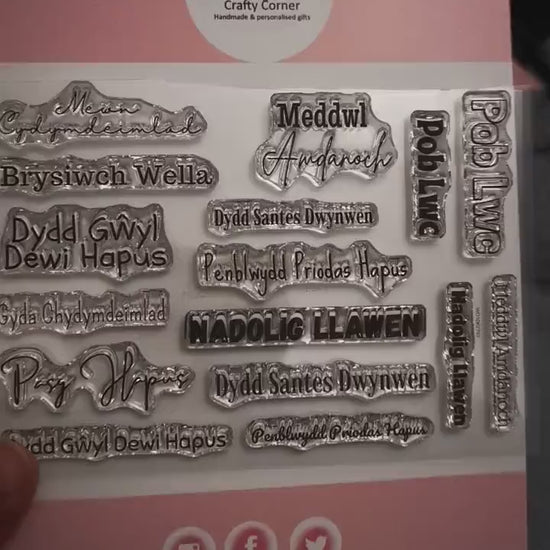 Crafty Corner
Handmade & personalised gifts
Mewn
Cydymdeimlad
Brysiwch Wella
Dydd Gŵyl
Dewi Hapus
Gyda Chydymdeimlad
Pasg Hapus
Dydd Gŵyl Dewi Hapus
Meddwl
Amdanoch
Dydd Santes Dwynwen
Penblwydd Priodas Hapus
NADOLIG LLAWEN
Dydd Santes Dwynwen
Penblwydd Priodas Hapus
Pob Lwc
Pob Lwc
Nadolig Llawen
Meddwl Amdanoch